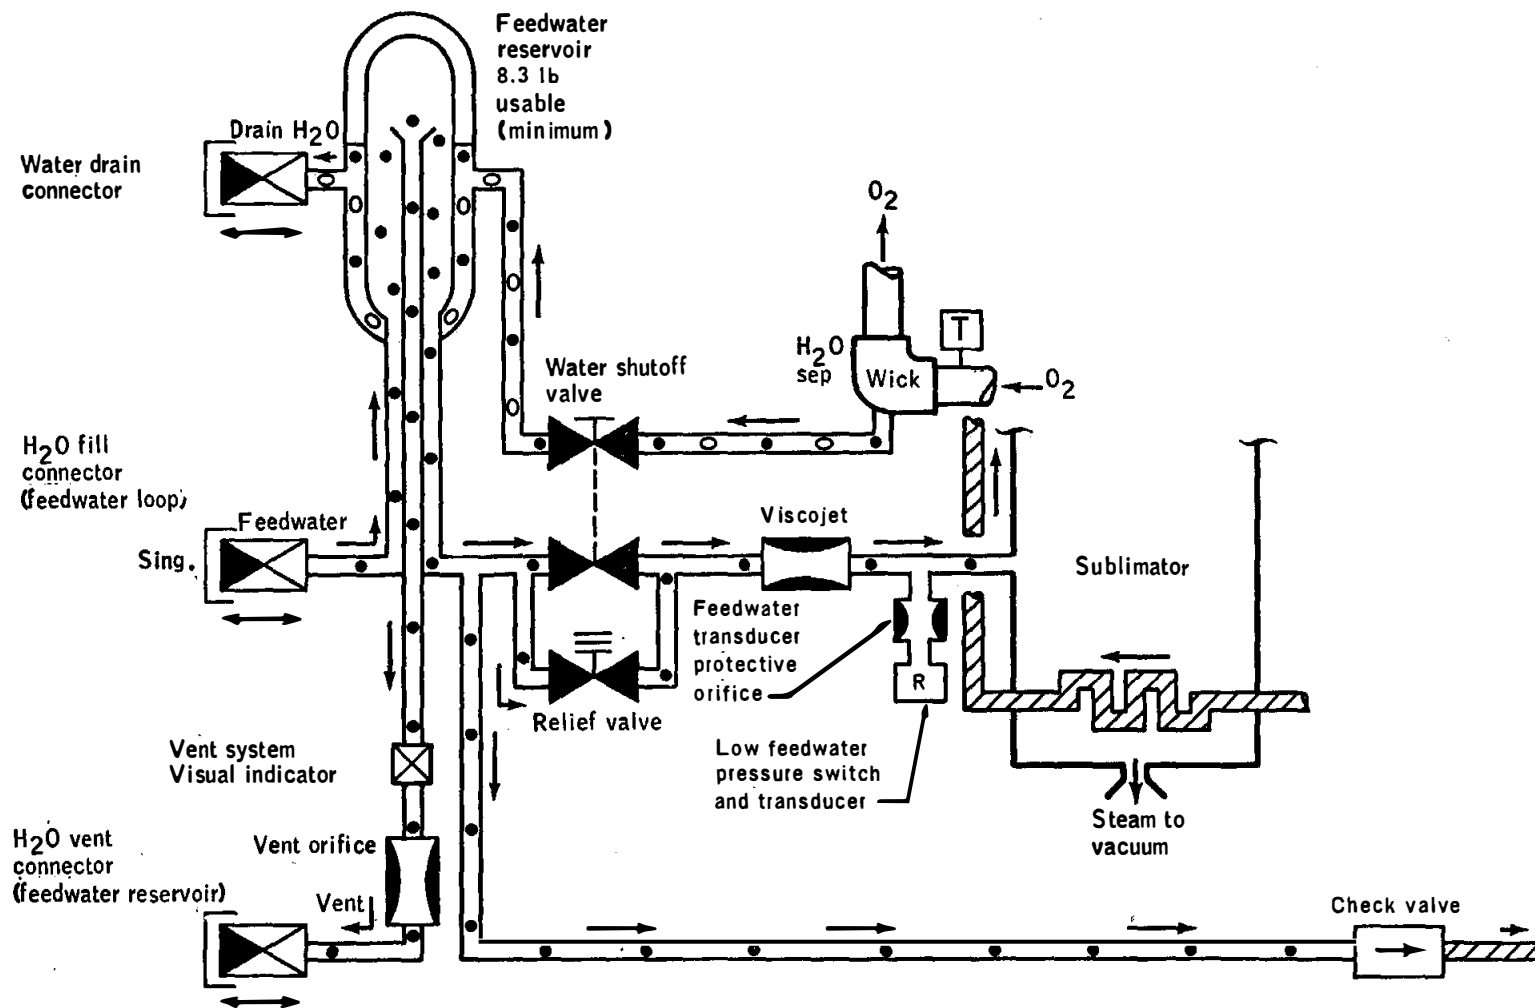 Feedwater
reservoir
8.3 lb
usable
(minimum)
Drain H2O
Water drain
connector
O2
T
H2O
sep
Wick
O2
Water shutoff
valve
H2O fill
connector
(feedwater loop)
Feedwater
Sing.
Viscojet
Sublimator
Feedwater
transducer
protective
orifice
R
Relief valve
Low feedwater
pressure switch
and transducer
Vent system
Visual indicator
Steam to
vacuum
H2O vent
connector
(feedwater reservoir)
Vent orifice
Vent
Check valve